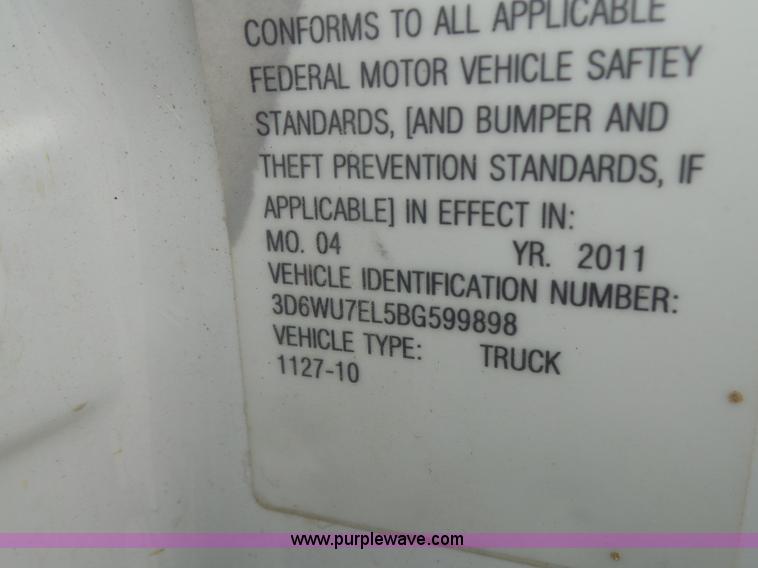 CONFORMS TO ALL APPLICABLE
FEDERAL MOTOR VEHICLE SAFTEY
STANDARDS, [AND BUMPER AND
THEFT PREVENTION STANDARDS, IF
APPLICABLE] IN EFFECT IN:
MO. 04 YR. 2011
VEHICLE IDENTIFICATION NUMBER:
3D6WU7EL5BG599898
VEHICLE TYPE: TRUCK
1127-10
www.purplewave.com